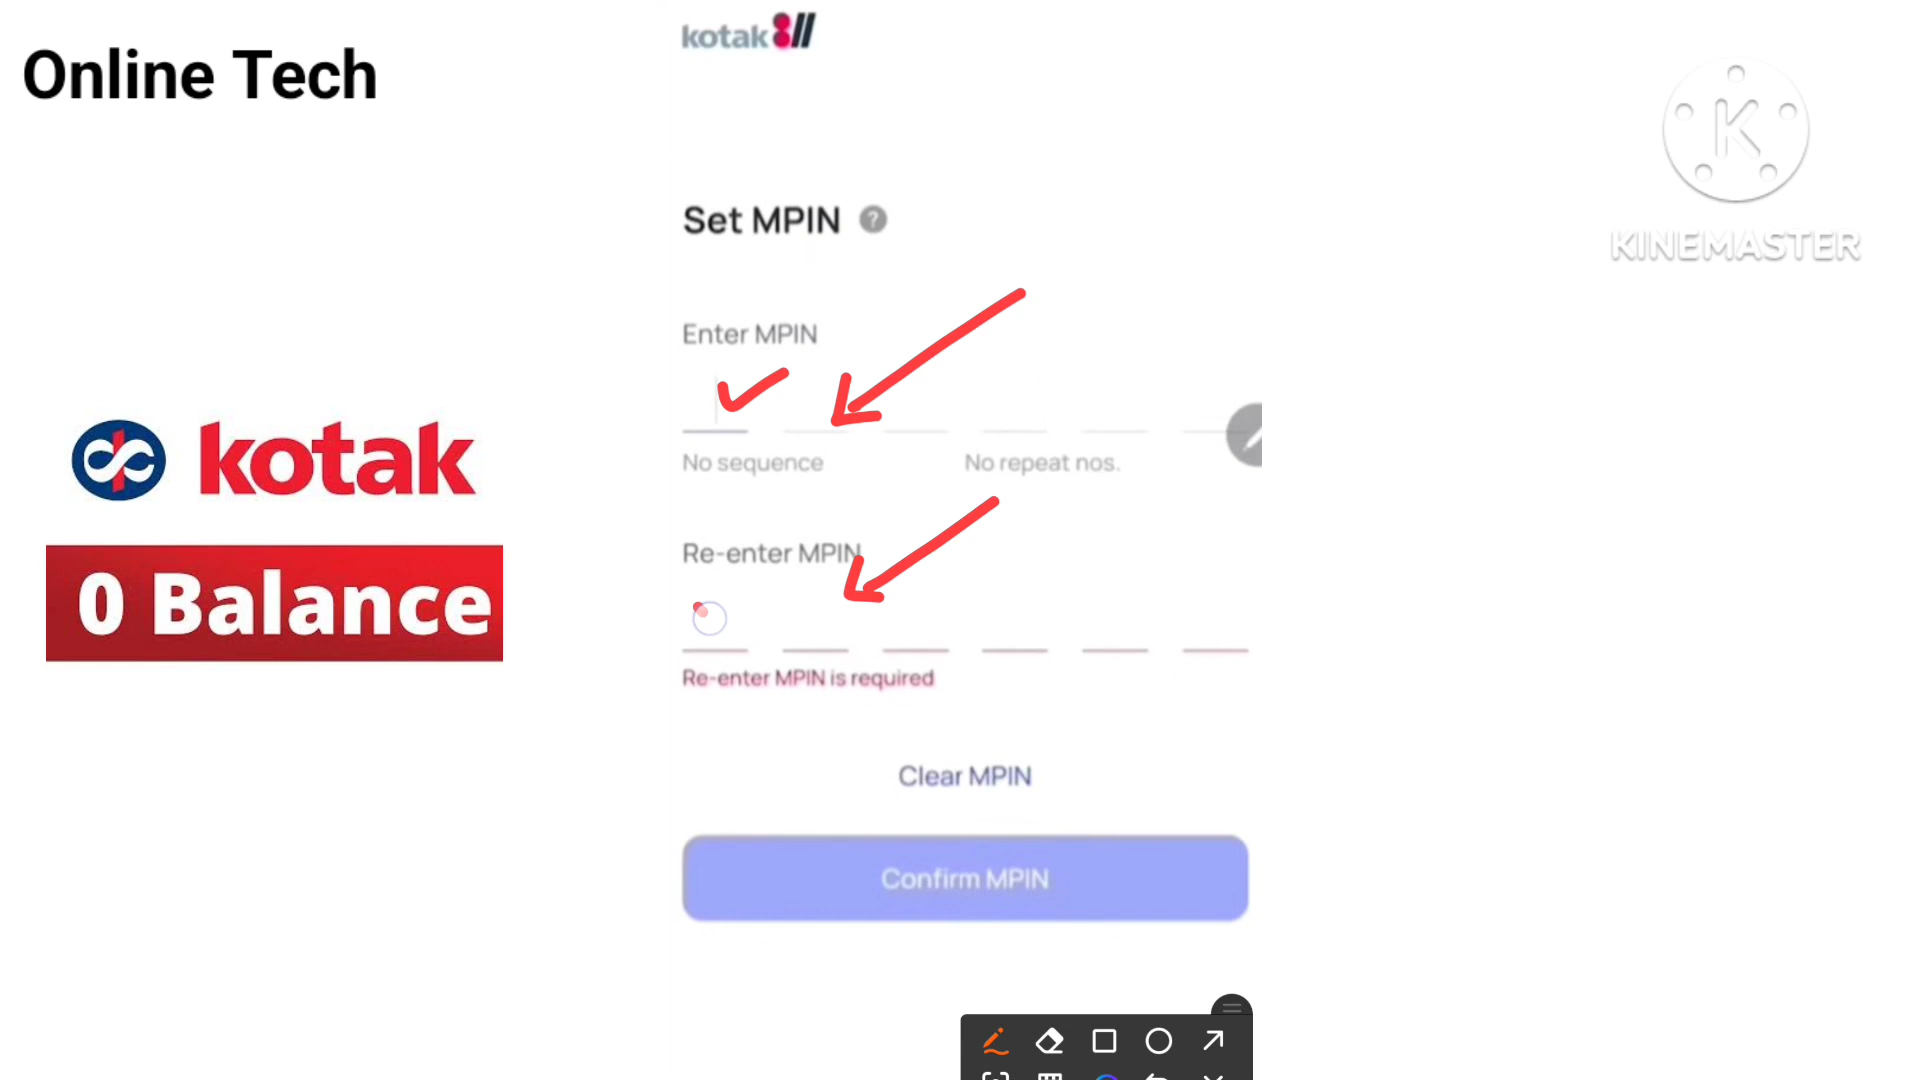 Online Tech
kotak
0 Balance
kotak 811
Set MPIN ?
Enter MPIN
No sequence No repeat nos.
Re-enter MPIN
Re-enter MPIN is required
Clear MPIN
Confirm MPIN
K
KINEMASTER